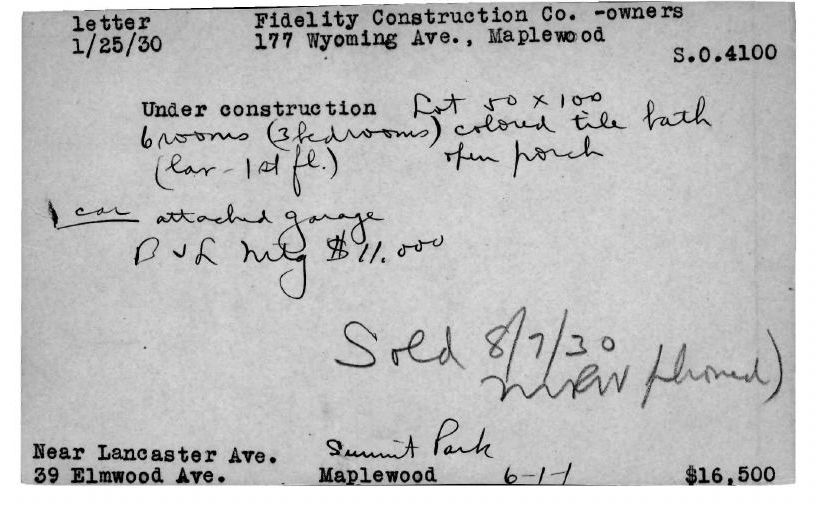 letter Fidelity Construction Co. -owners
1/25/30 177 Wyoming Ave., Maplewood
S.O.4100
Under construction Lot 50 x 100
6 rooms (3 bedrooms) colored tile bath
(lav - 1st fl.) open porch
1 car attached garage
B & L Mtg $11,000
Sold 8/7/30
(phoned)
Near Lancaster Ave. Summit Park
39 Elmwood Ave. Maplewood 6-1-1 $16,500